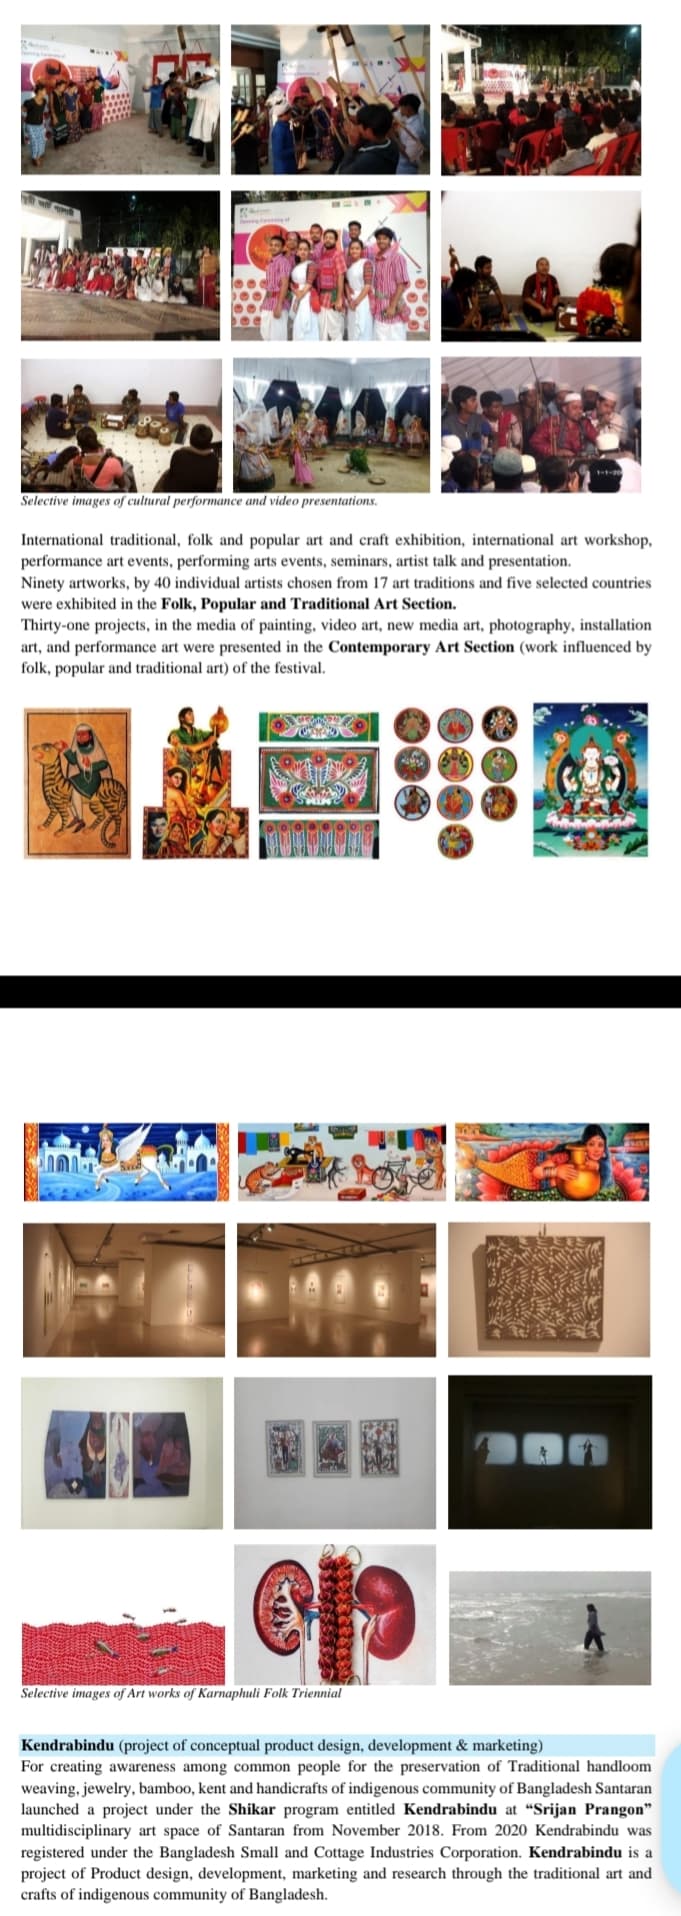 Opening Ceremony of
Selective images of cultural performance and video presentations.
International traditional, folk and popular art and craft exhibition, international art workshop,
performance art events, performing arts events, seminars, artist talk and presentation.
Ninety artworks, by 40 individual artists chosen from 17 art traditions and five selected countries
were exhibited in the Folk, Popular and Traditional Art Section.
Thirty-one projects, in the media of painting, video art, new media art, photography, installation
art, and performance art were presented in the Contemporary Art Section (work influenced by
folk, popular and traditional art) of the festival.
Selective images of Art works of Karnaphuli Folk Triennial
Kendrabindu (project of conceptual product design, development & marketing)
For creating awareness among common people for the preservation of Traditional handloom
weaving, jewelry, bamboo, kent and handicrafts of indigenous community of Bangladesh Santaran
launched a project under the Shikar program entitled Kendrabindu at “Srijan Prangon”
multidisciplinary art space of Santaran from November 2018. From 2020 Kendrabindu was
registered under the Bangladesh Small and Cottage Industries Corporation. Kendrabindu is a
project of Product design, development, marketing and research through the traditional art and
crafts of indigenous community of Bangladesh.